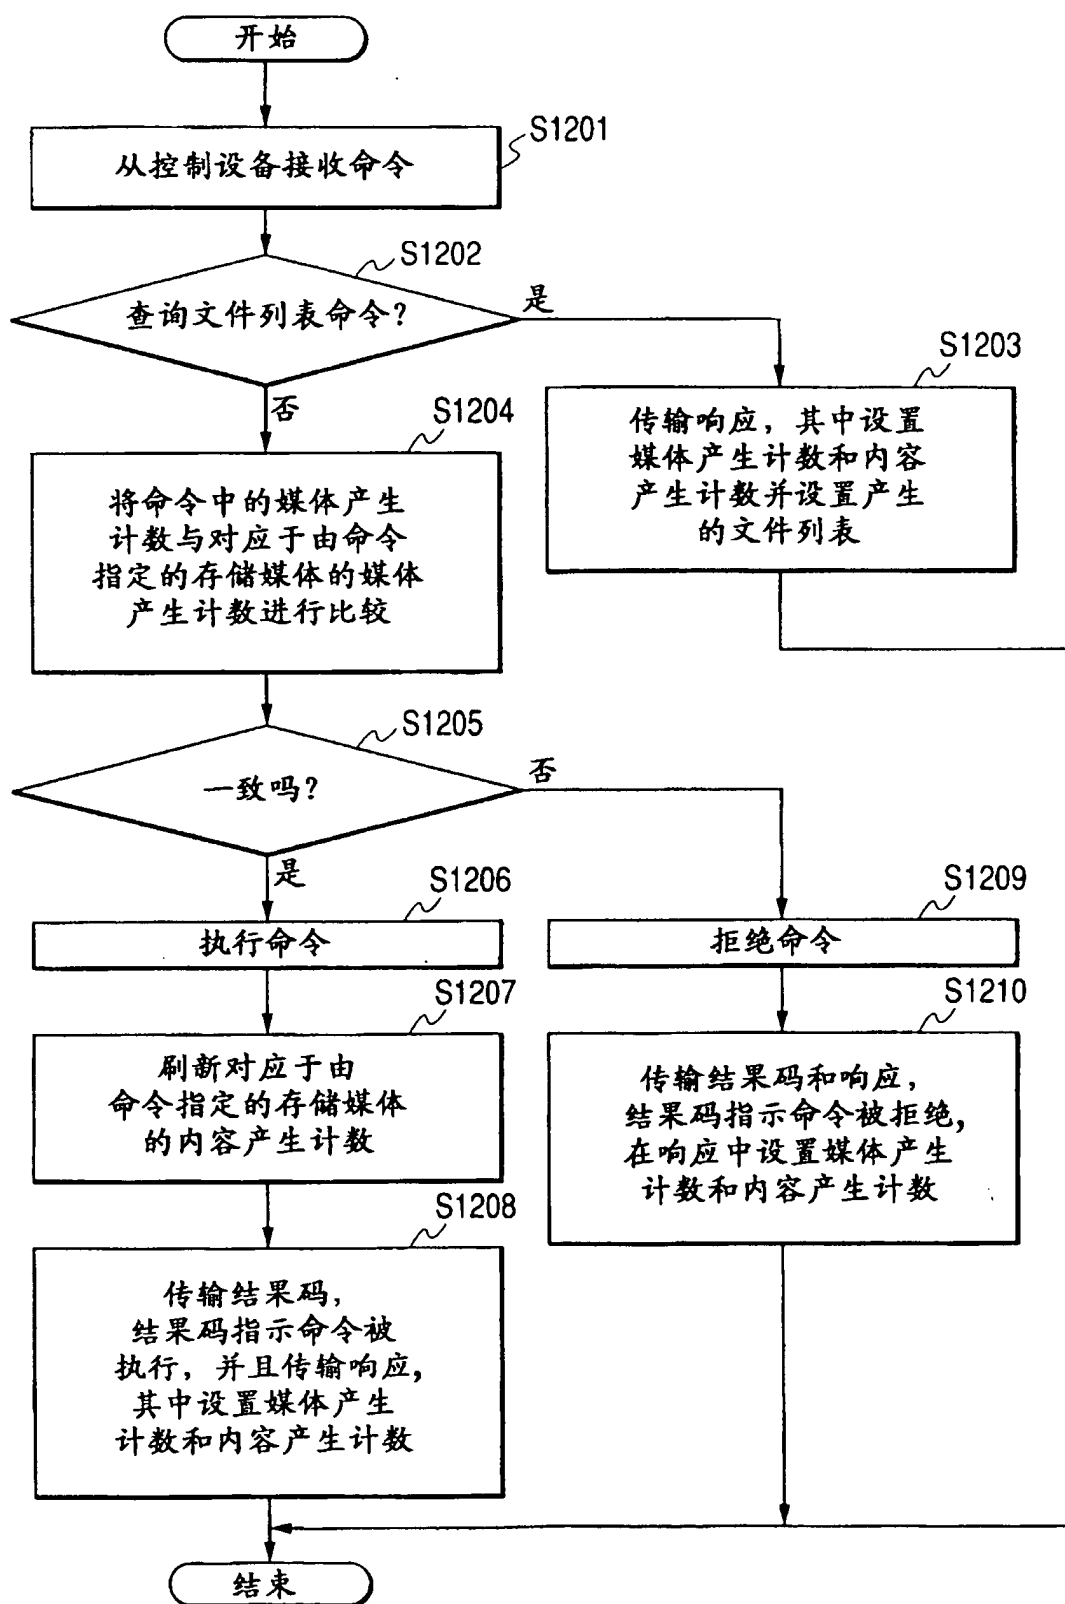 开始
S1201
从控制设备接收命令
S1202
查询文件列表命令？
是
否
S1203
传输响应，其中设置
媒体产生计数和内容
产生计数并设置产生
的文件列表
S1204
将命令中的媒体产生
计数与对应于由命令
指定的存储媒体的媒体
产生计数进行比较
S1205
一致吗？
否
是
S1206
执行命令
S1209
拒绝命令
S1207
刷新对应于由
命令指定的存储媒体
的内容产生计数
S1210
传输结果码和响应，
结果码指示命令被拒绝，
在响应中设置媒体产生
计数和内容产生计数
S1208
传输结果码，
结果码指示命令被
执行，并且传输响应，
其中设置媒体产生
计数和内容产生计数
结束